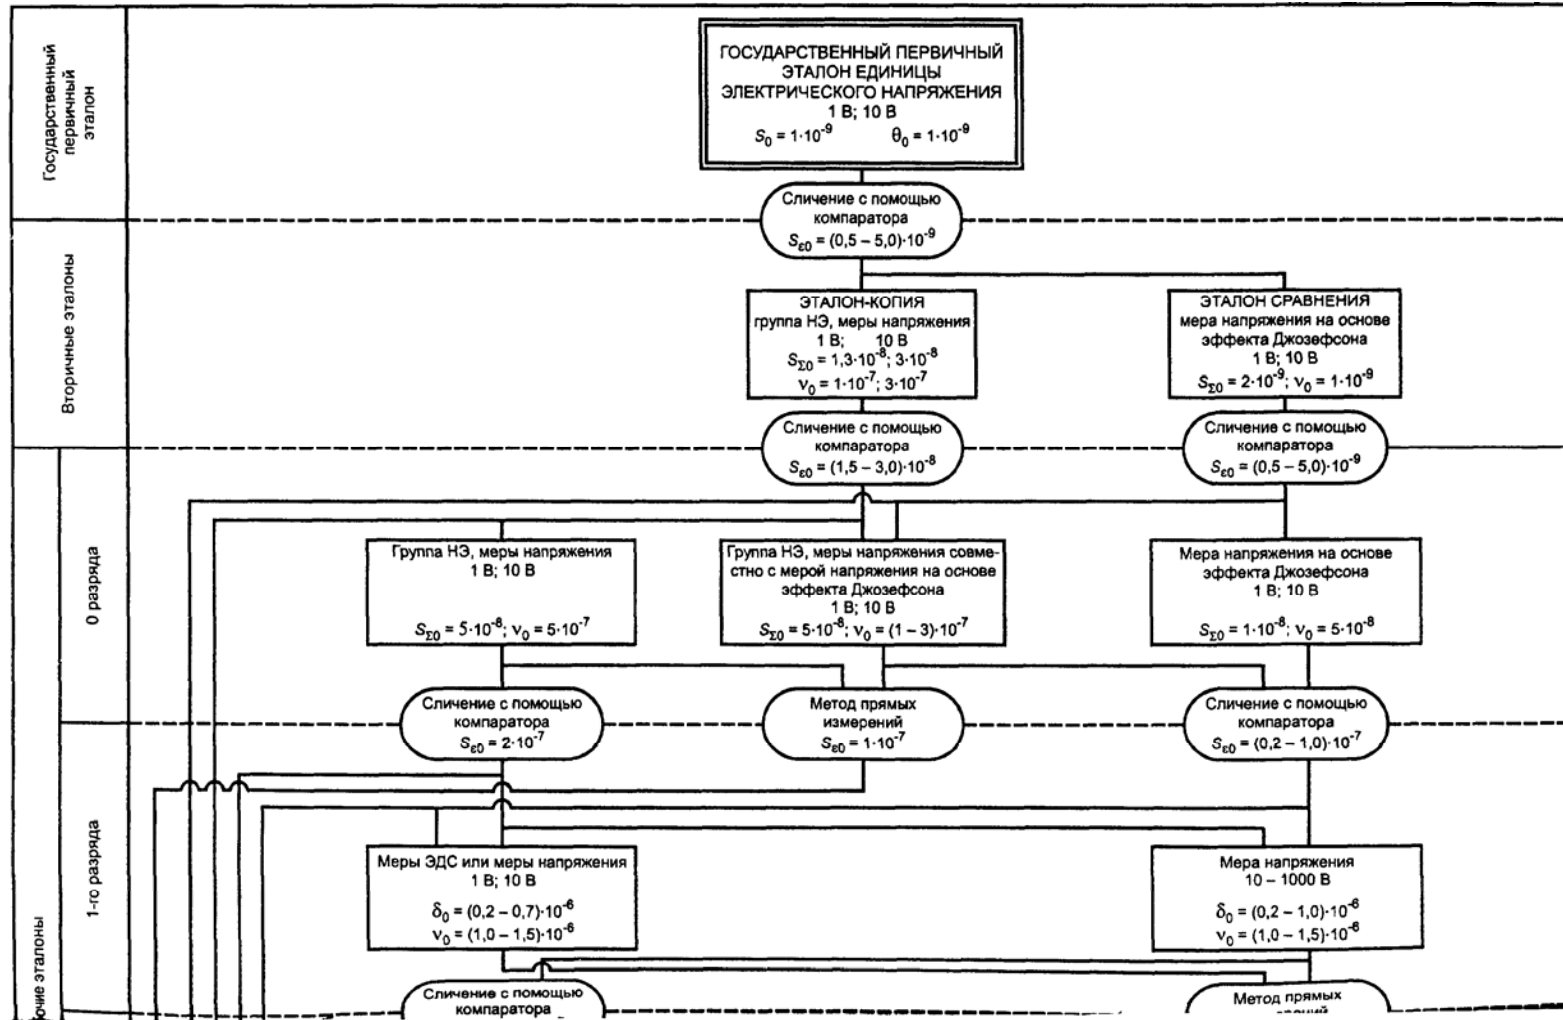 Государственный
первичный
эталон
ГОСУДАРСТВЕННЫЙ ПЕРВИЧНЫЙ
ЭТАЛОН ЕДИНИЦЫ
ЭЛЕКТРИЧЕСКОГО НАПРЯЖЕНИЯ
1 В; 10 В
S₀ = 1·10⁻⁹ θ₀ = 1·10⁻⁹
Сличение с помощью
компаратора
Sε₀ = (0,5 – 5,0)·10⁻⁹
Вторичные эталоны
ЭТАЛОН-КОПИЯ
группа НЭ, меры напряжения
1 В; 10 В
S_Σ0 = 1,3·10⁻⁸; 3·10⁻⁸
ν₀ = 1·10⁻⁷; 3·10⁻⁷
ЭТАЛОН СРАВНЕНИЯ
мера напряжения на основе
эффекта Джозефсона
1 В; 10 В
S_Σ0 = 2·10⁻⁹; ν₀ = 1·10⁻⁹
Сличение с помощью
компаратора
Sε₀ = (1,5 – 3,0)·10⁻⁸
Сличение с помощью
компаратора
Sε₀ = (0,5 – 5,0)·10⁻⁹
0 разряда
Группа НЭ, меры напряжения
1 В; 10 В
S_Σ0 = 5·10⁻⁸; ν₀ = 5·10⁻⁷
Группа НЭ, меры напряжения совме-
стно с мерой напряжения на основе
эффекта Джозефсона
1 В; 10 В
S_Σ0 = 5·10⁻⁸; ν₀ = (1 – 3)·10⁻⁷
Мера напряжения на основе
эффекта Джозефсона
1 В; 10 В
S_Σ0 = 1·10⁻⁸; ν₀ = 5·10⁻⁸
Сличение с помощью
компаратора
Sε₀ = 2·10⁻⁷
Метод прямых
измерений
Sε₀ = 1·10⁻⁷
Сличение с помощью
компаратора
Sε₀ = (0,2 – 1,0)·10⁻⁷
1-го разряда
Меры ЭДС или меры напряжения
1 В; 10 В
δ₀ = (0,2 – 0,7)·10⁻⁶
ν₀ = (1,0 – 1,5)·10⁻⁶
Мера напряжения
10 – 1000 В
δ₀ = (0,2 – 1,0)·10⁻⁶
ν₀ = (1,0 – 1,5)·10⁻⁶
эталоны
Сличение с помощью
компаратора
Метод прямых